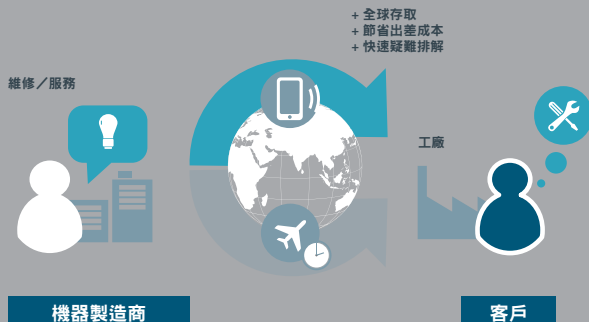 + 全球存取
+ 節省出差成本
+ 快速疑難排解
維修／服務
工廠
機器製造商
客戶